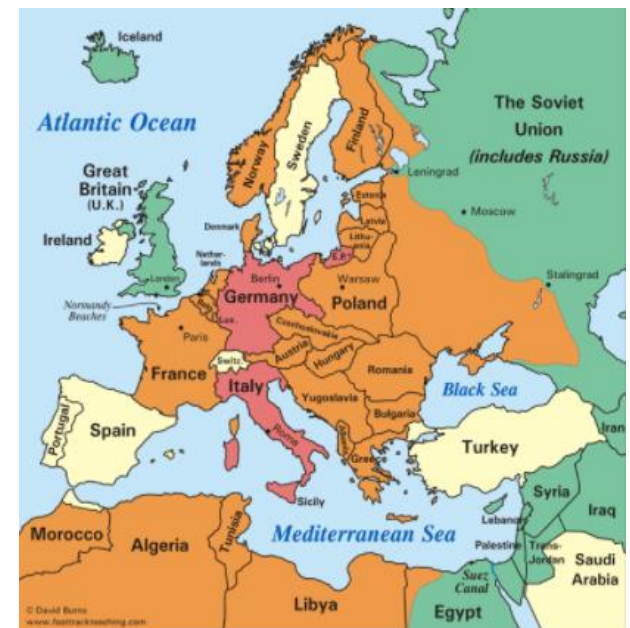 Iceland
Atlantic Ocean
The Soviet
Union
(includes Russia)
Norway
Sweden
Finland
Great
Britain
(U.K.)
Leningrad
Estonia
Moscow
Latvia
Ireland
Denmark
Lithu-
ania
Nether-
lands
E.P.
London
Berlin
Warsaw
Stalingrad
Germany
Poland
Normandy
Beaches
Lux.
Paris
Czechoslovakia
Austria
Hungary
Switz.
France
Romania
Italy
Yugoslavia
Black Sea
Bulgaria
Portugal
Spain
Rome
Albania
Greece
Turkey
Iran
Sicily
Syria
Lebanon
Iraq
Morocco
Algeria
Tunisia
Mediterranean Sea
Palestine
Trans-
Jordan
Saudi
Arabia
Suez
Canal
Libya
Egypt
© David Burns
www.fasttrackteaching.com